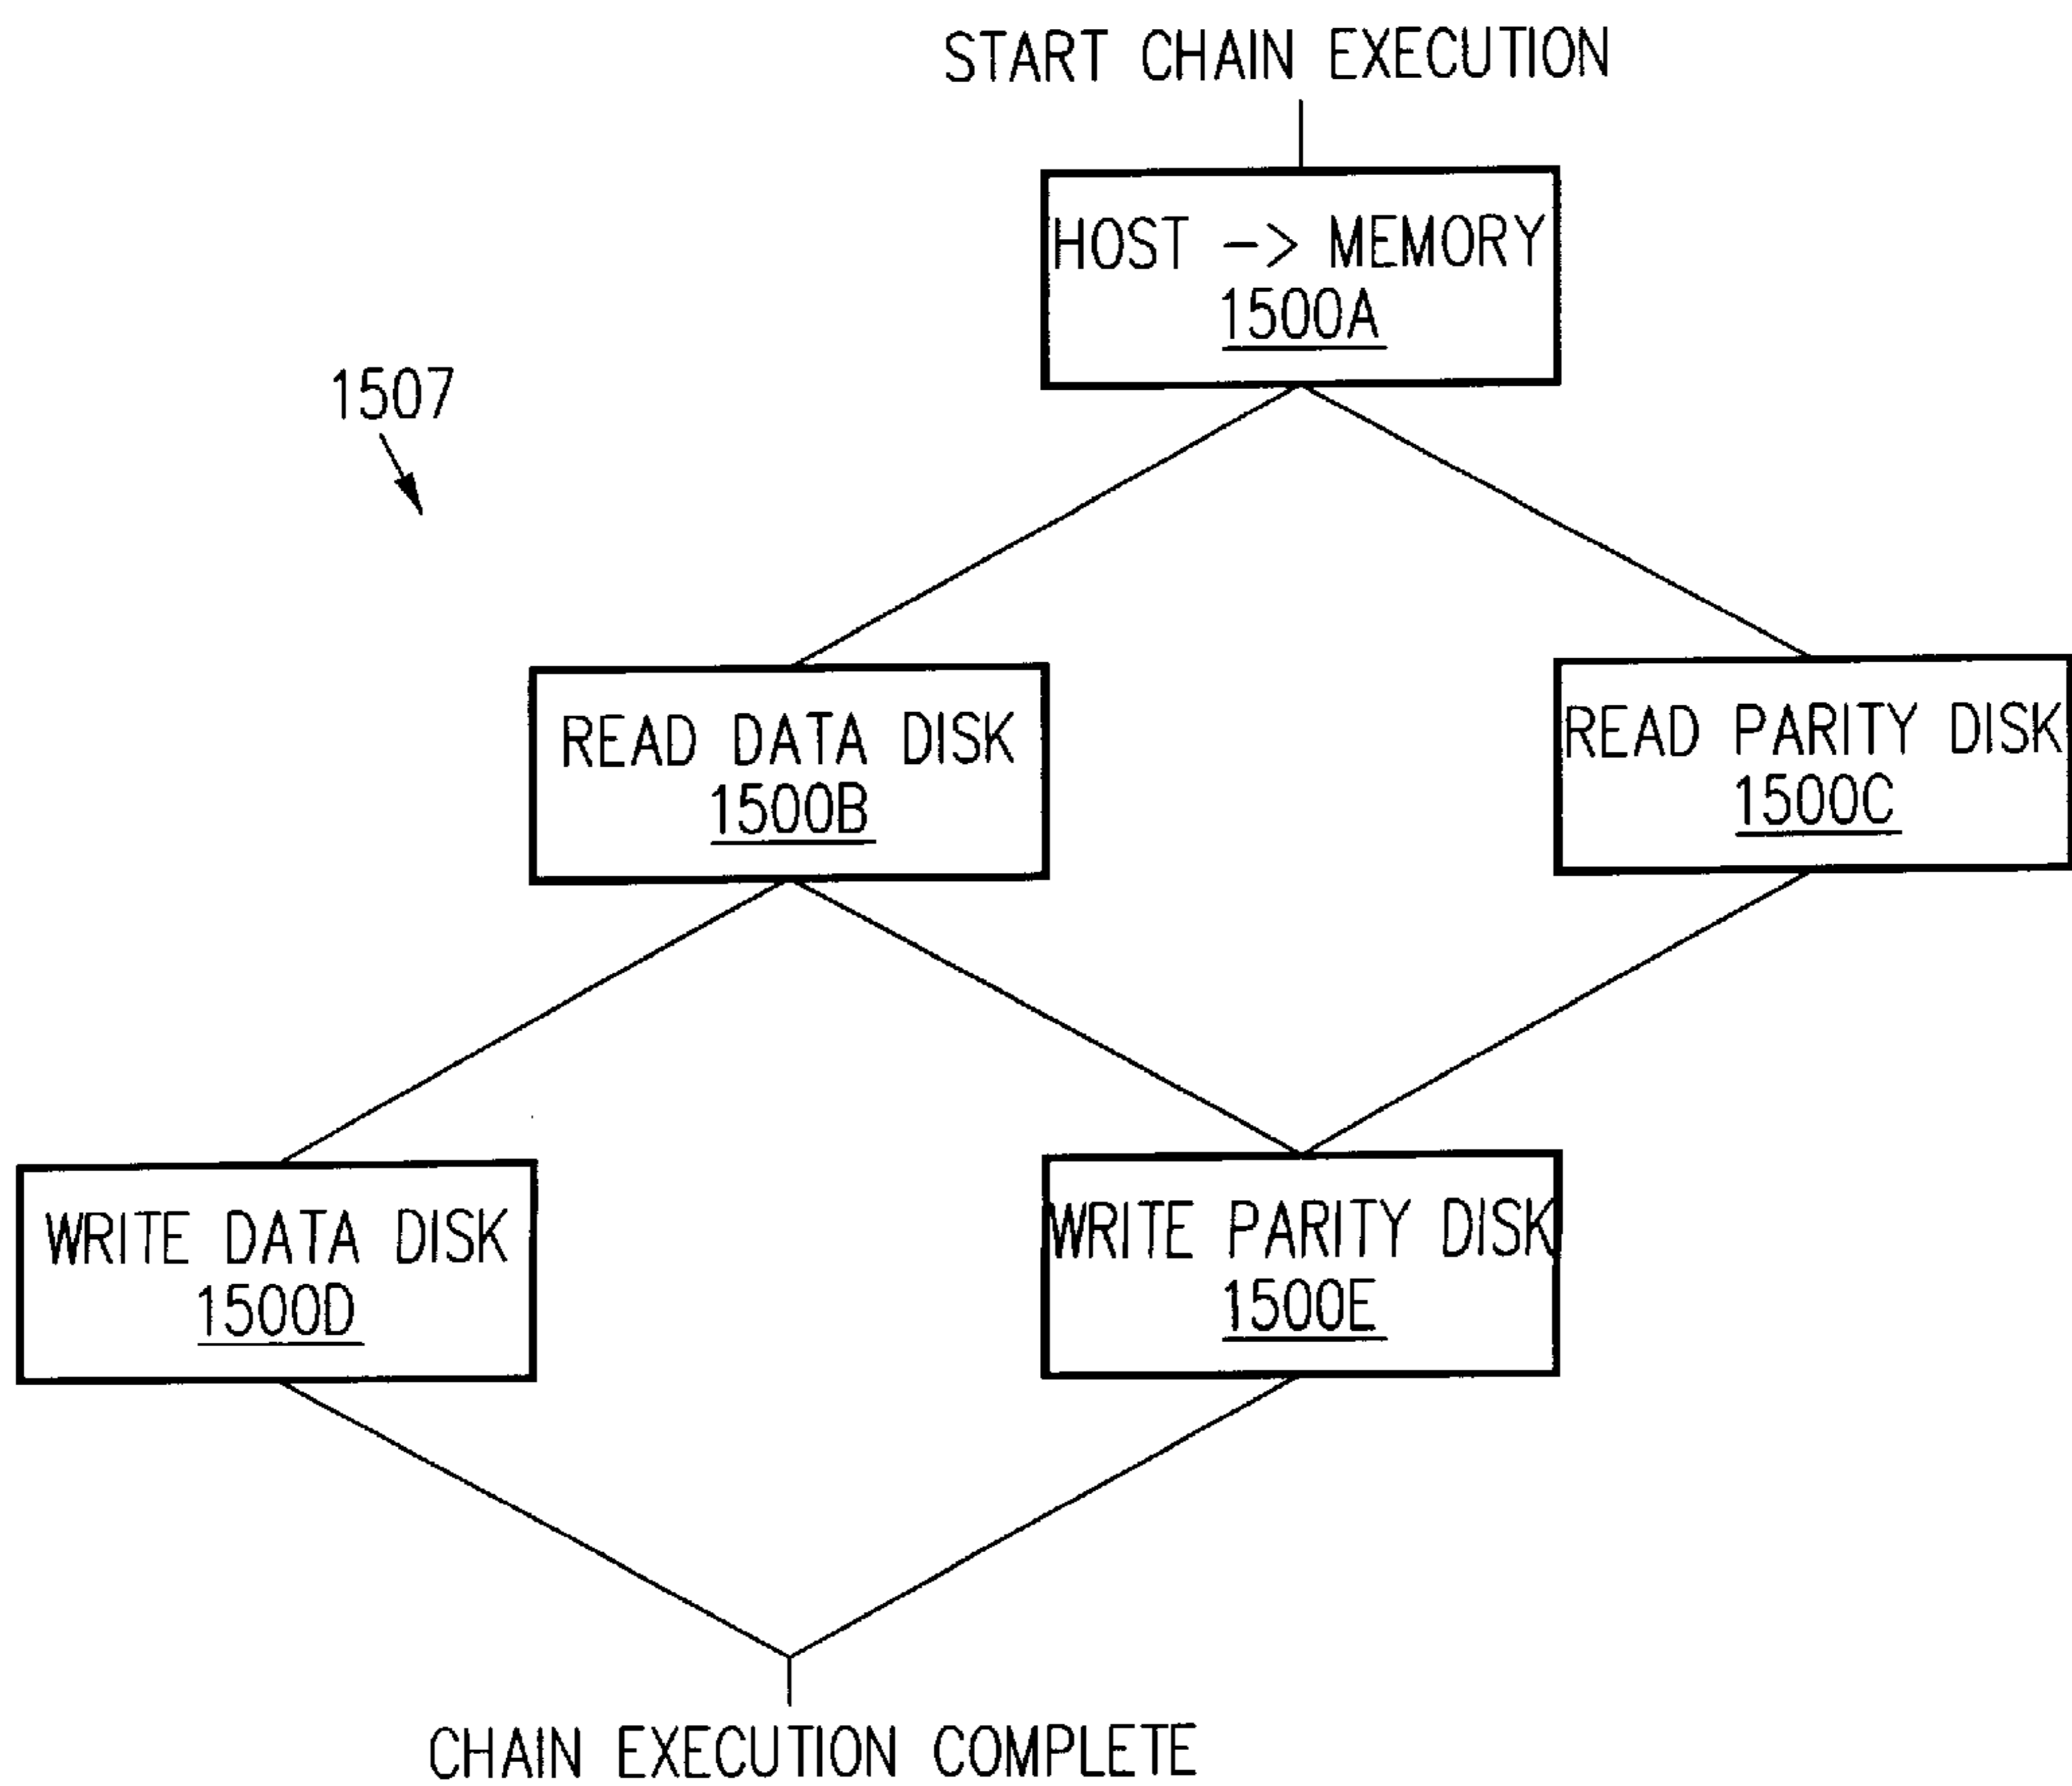 START CHAIN EXECUTION
HOST -> MEMORY
1500A
1507
READ DATA DISK
1500B
READ PARITY DISK
1500C
WRITE DATA DISK
1500D
WRITE PARITY DISK
1500E
CHAIN EXECUTION COMPLETE